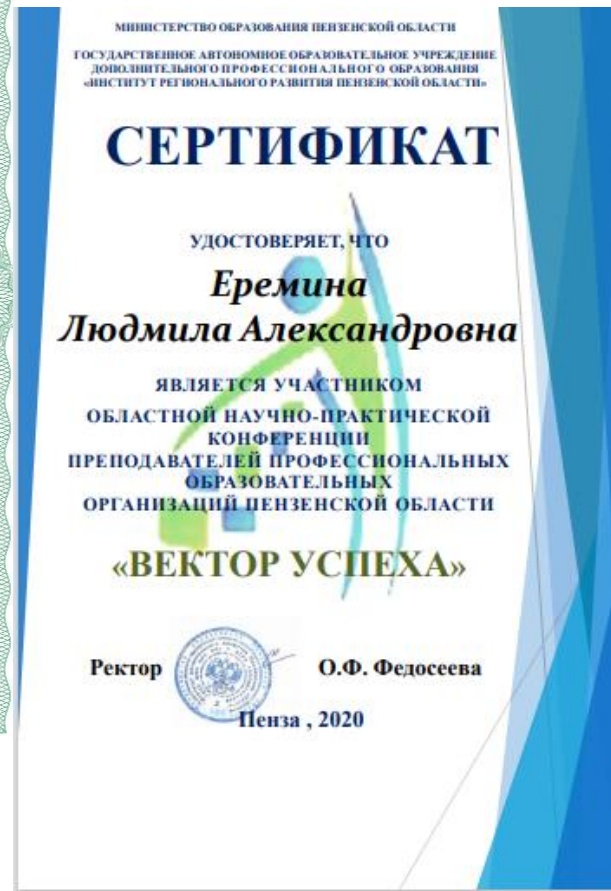 МИНИСТЕРСТВО ОБРАЗОВАНИЯ ПЕНЗЕНСКОЙ ОБЛАСТИ
ГОСУДАРСТВЕННОЕ АВТОНОМНОЕ ОБРАЗОВАТЕЛЬНОЕ УЧРЕЖДЕНИЕ
ДОПОЛНИТЕЛЬНОГО ПРОФЕССИОНАЛЬНОГО ОБРАЗОВАНИЯ
«ИНСТИТУТ РЕГИОНАЛЬНОГО РАЗВИТИЯ ПЕНЗЕНСКОЙ ОБЛАСТИ»
СЕРТИФИКАТ
УДОСТОВЕРЯЕТ, ЧТО
Еремина
Людмила Александровна
ЯВЛЯЕТСЯ УЧАСТНИКОМ
ОБЛАСТНОЙ НАУЧНО-ПРАКТИЧЕСКОЙ
КОНФЕРЕНЦИИ
ПРЕПОДАВАТЕЛЕЙ ПРОФЕССИОНАЛЬНЫХ
ОБРАЗОВАТЕЛЬНЫХ
ОРГАНИЗАЦИЙ ПЕНЗЕНСКОЙ ОБЛАСТИ
«ВЕКТОР УСПЕХА»
Ректор О.Ф. Федосеева
Пенза , 2020